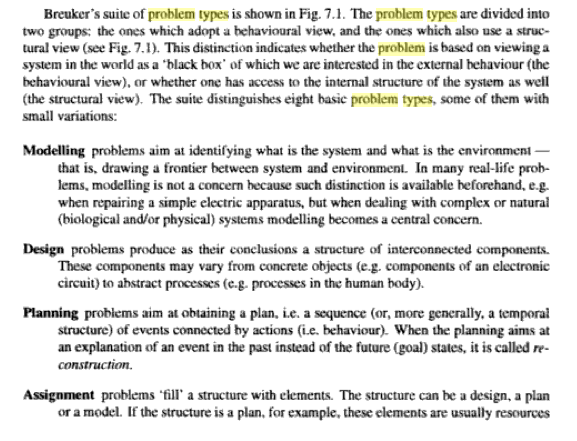 Breuker's suite of problem types is shown in Fig. 7.1. The problem types are divided into
two groups: the ones which adopt a behavioural view, and the ones which also use a struc-
tural view (see Fig. 7.1). This distinction indicates whether the problem is based on viewing a
system in the world as a 'black box' of which we are interested in the external behaviour (the
behavioural view), or whether one has access to the internal structure of the system as well
(the structural view). The suite distinguishes eight basic problem types, some of them with
small variations:
Modelling problems aim at identifying what is the system and what is the environment —
that is, drawing a frontier between system and environment. In many real-life prob-
lems, modelling is not a concern because such distinction is available beforehand, e.g.
when repairing a simple electric apparatus, but when dealing with complex or natural
(biological and/or physical) systems modelling becomes a central concern.
Design problems produce as their conclusions a structure of interconnected components.
These components may vary from concrete objects (e.g. components of an electronic
circuit) to abstract processes (e.g. processes in the human body).
Planning problems aim at obtaining a plan, i.e. a sequence (or, more generally, a temporal
structure) of events connected by actions (i.e. behaviour). When the planning aims at
an explanation of an event in the past instead of the future (goal) states, it is called re-
construction.
Assignment problems 'fill' a structure with elements. The structure can be a design, a plan
or a model. If the structure is a plan, for example, these elements are usually resources